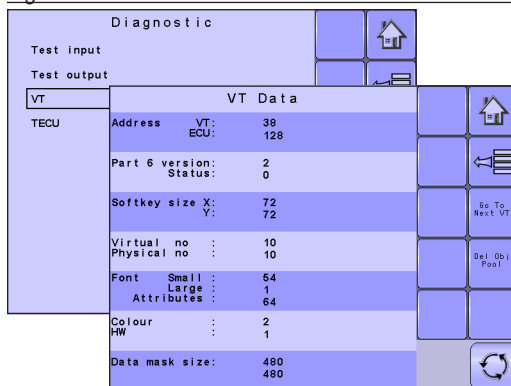 Diagnostic
Test input
Test output
VT
TECU
VT Data
Address VT: 38
ECU: 128
Part 6 version: 2
Status: 0
Softkey size X: 72
Y: 72
Virtual no : 10
Physical no : 10
Font Small : 54
Large : 1
Attributes : 64
Colour : 2
HW : 1
Data mask size: 480
480
Go To
Next VT
Del Obj
Pool